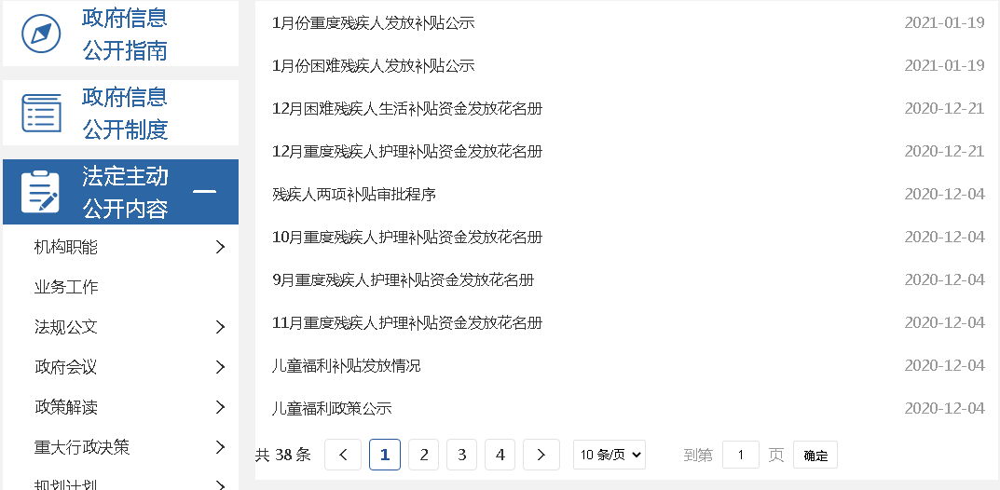 政府信息
公开指南
政府信息
公开制度
法定主动
公开内容
机构职能
业务工作
法规公文
政府会议
政策解读
重大行政决策
规划计划
1月份重度残疾人发放补贴公示 2021-01-19
1月份困难残疾人发放补贴公示 2021-01-19
12月困难残疾人生活补贴资金发放花名册 2020-12-21
12月重度残疾人护理补贴资金发放花名册 2020-12-21
残疾人两项补贴审批程序 2020-12-04
10月重度残疾人护理补贴资金发放花名册 2020-12-04
9月重度残疾人护理补贴资金发放花名册 2020-12-04
11月重度残疾人护理补贴资金发放花名册 2020-12-04
儿童福利补贴发放情况 2020-12-04
儿童福利政策公示 2020-12-04
共 38 条 1 2 3 4 10 条/页 到第 1 页 确定